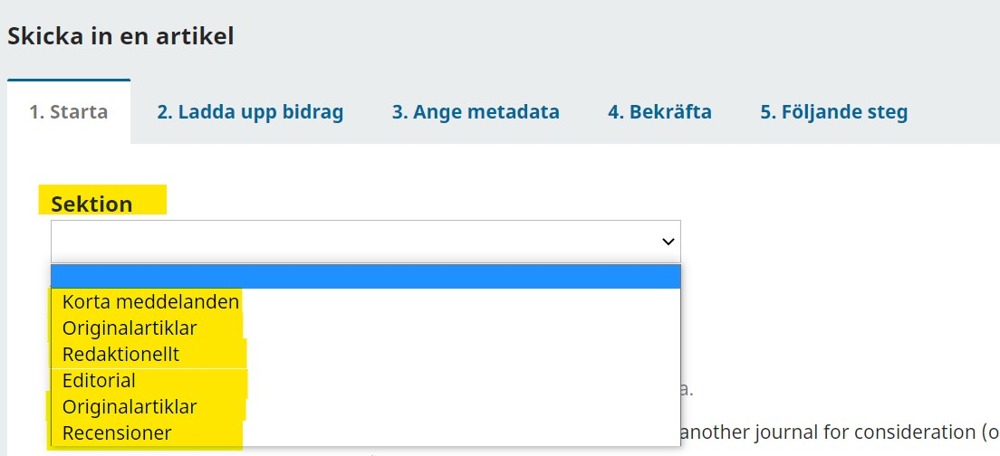 Skicka in en artikel
1. Starta 2. Ladda upp bidrag 3. Ange metadata 4. Bekräfta 5. Följande steg
Sektion
Korta meddelanden
Originalartiklar
Redaktionellt
Editorial
a.
Originalartiklar
another journal for consideration (o
Recensioner